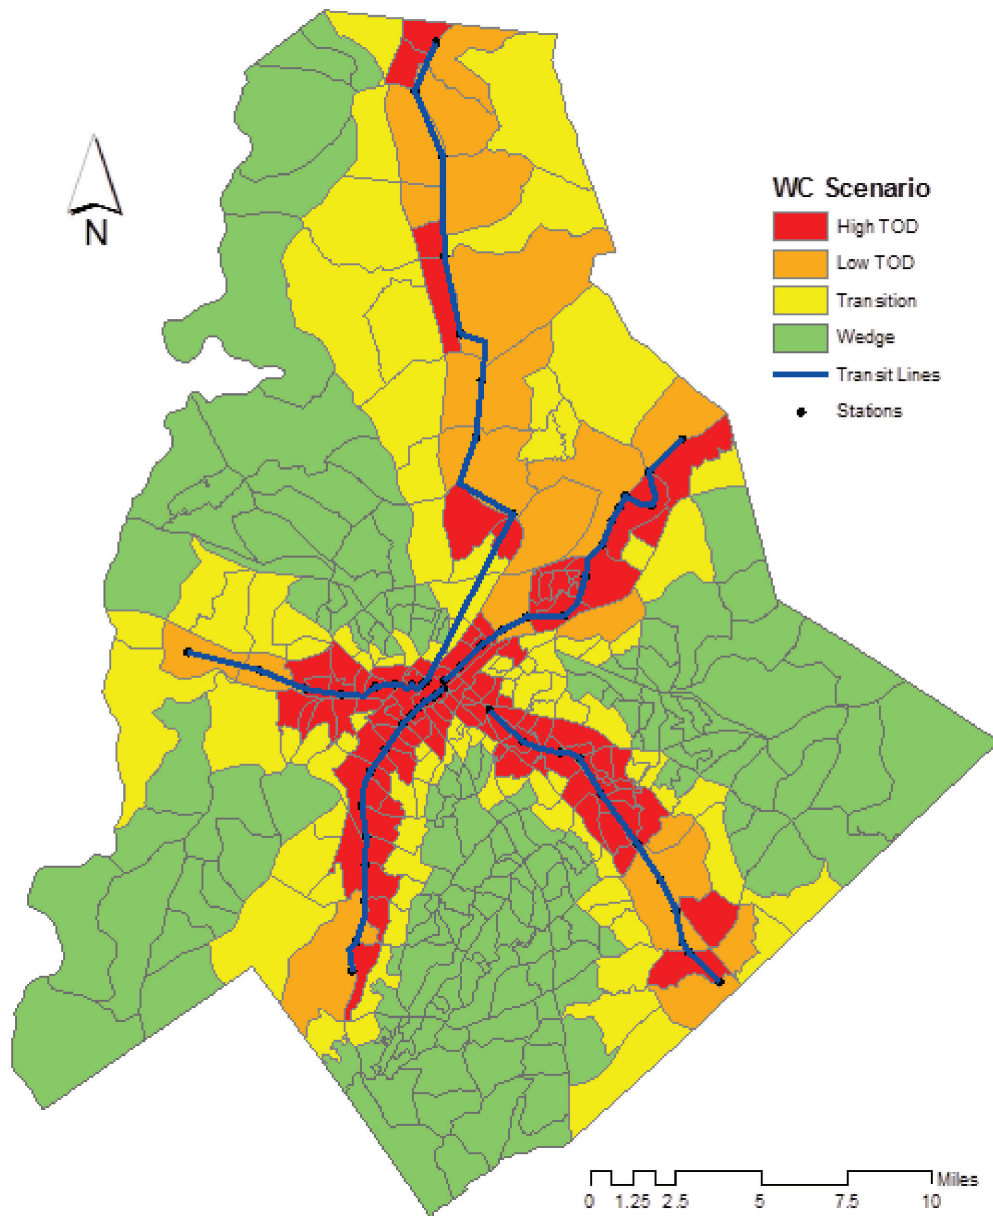 N
WC Scenario
High TOD
Low TOD
Transition
Wedge
Transit Lines
Stations
Miles
0 1.25 2.5 5 7.5 10